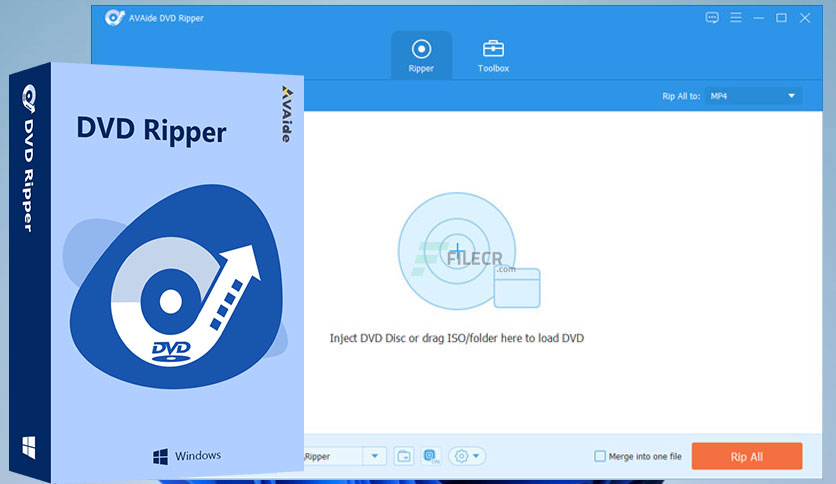 AVAide DVD Ripper
Ripper
Toolbox
Rip All to:
MP4
AVAide
DVD Ripper
DVD Ripper
DVD
Windows
FILECR
.com
Inject DVD Disc or drag ISO/folder here to load DVD
\Ripper
Merge into one file
Rip All